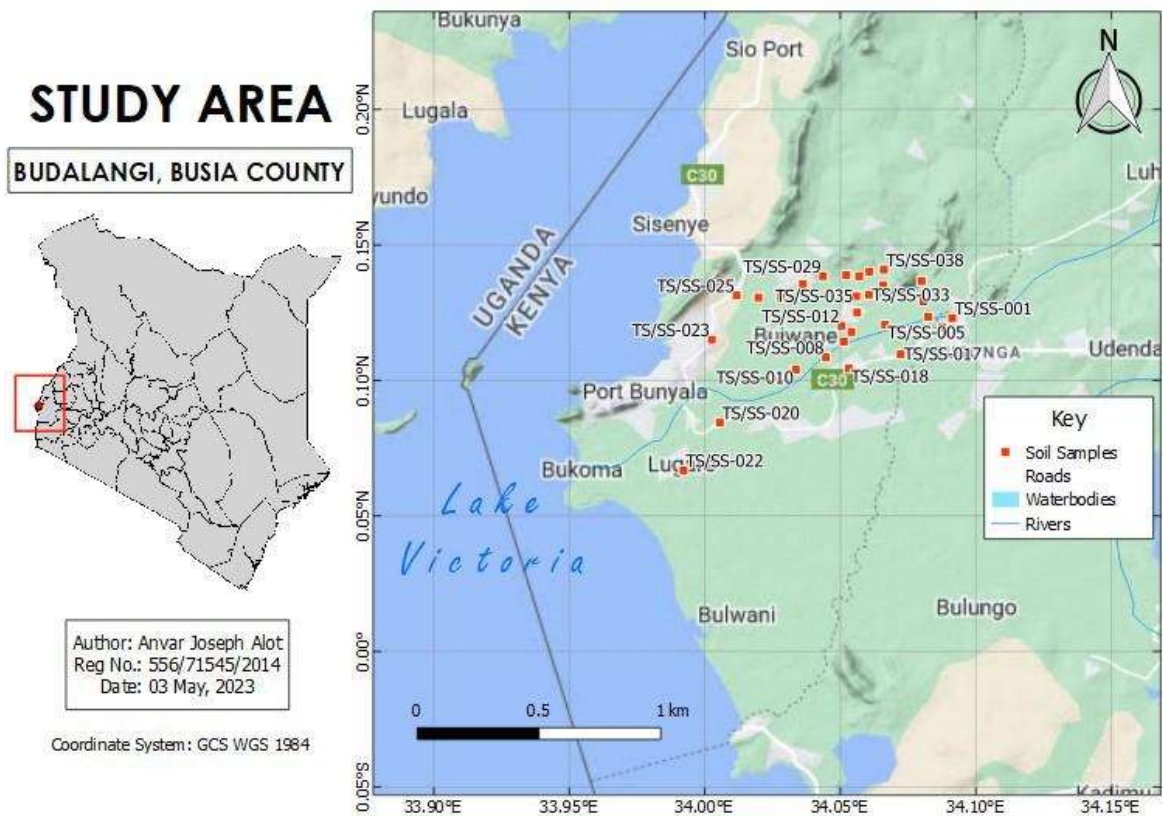 STUDY AREA
BUDALANGI, BUSIA COUNTY
Author: Anvar Joseph Alot
Reg No.: 556/71545/2014
Date: 03 May, 2023
Coordinate System: GCS WGS 1984
Bukunya
Sio Port
N
Lugala
yundo
C30
Luh
Sisenye
UGANDA
KENYA
TS/SS-029
TS/SS-038
TS/SS-025
TS/SS-035
TS/SS-033
TS/SS-012
TS/SS-001
TS/SS-023
TS/SS-005
TS/SS-008
TS/SS-017
NGA
Udenda
TS/SS-010
C30
TS/SS-018
Port Bunyala
TS/SS-020
Bukoma
TS/SS-022
Lake
Victoria
Bulwani
Bulungo
Kadimu
Key
Soil Samples
Roads
Waterbodies
Rivers
0 0.5 1 km
0.20°N
0.15°N
0.10°N
0.05°N
0.00°
0.05°S
33.90°E 33.95°E 34.00°E 34.05°E 34.10°E 34.15°E